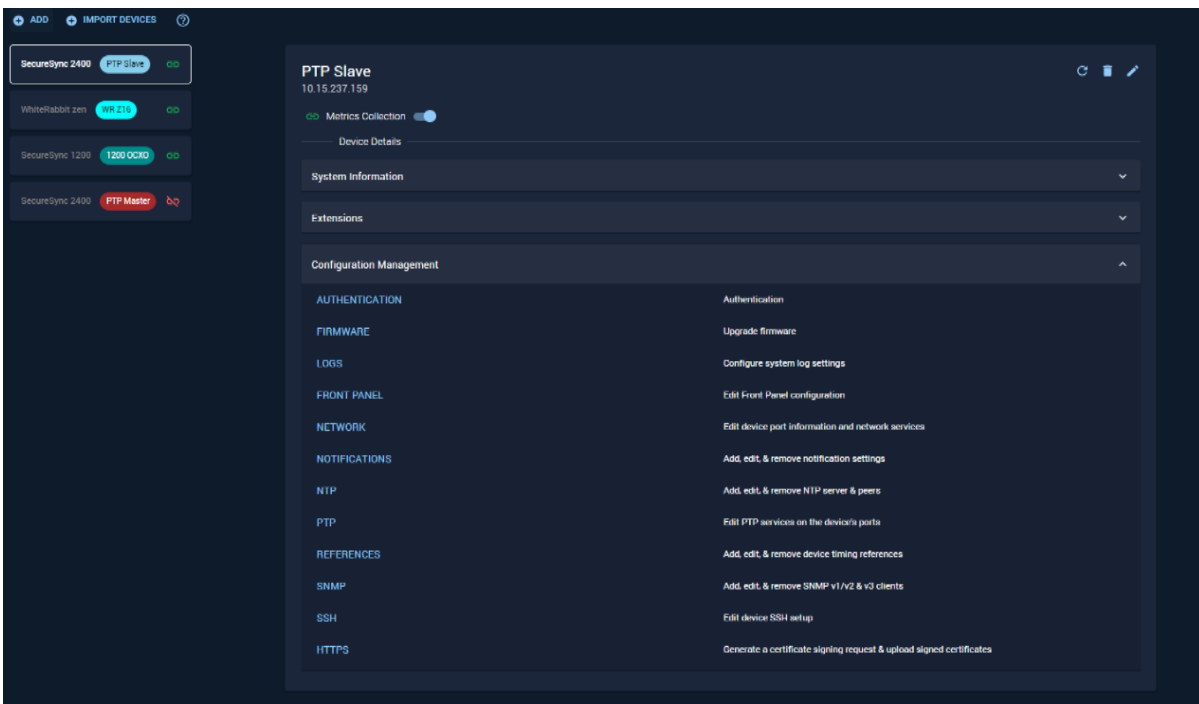 ADD IMPORT DEVICES ?
SecureSync 2400 PTP Slave
WhiteRabbit zen WR Z16
SecureSync 1200 1200 OCXO
SecureSync 2400 PTP Master
PTP Slave
10.15.237.159
Metrics Collection
Device Details
System Information
Extensions
Configuration Management
AUTHENTICATION Authentication
FIRMWARE Upgrade firmware
LOGS Configure system log settings
FRONT PANEL Edit Front Panel configuration
NETWORK Edit device port information and network services
NOTIFICATIONS Add, edit, & remove notification settings
NTP Add, edit, & remove NTP server & peers
PTP Edit PTP services on the device's ports
REFERENCES Add, edit, & remove device timing references
SNMP Add, edit, & remove SNMP v1/v2 & v3 clients
SSH Edit device SSH setup
HTTPS Generate a certificate signing request & upload signed certificates